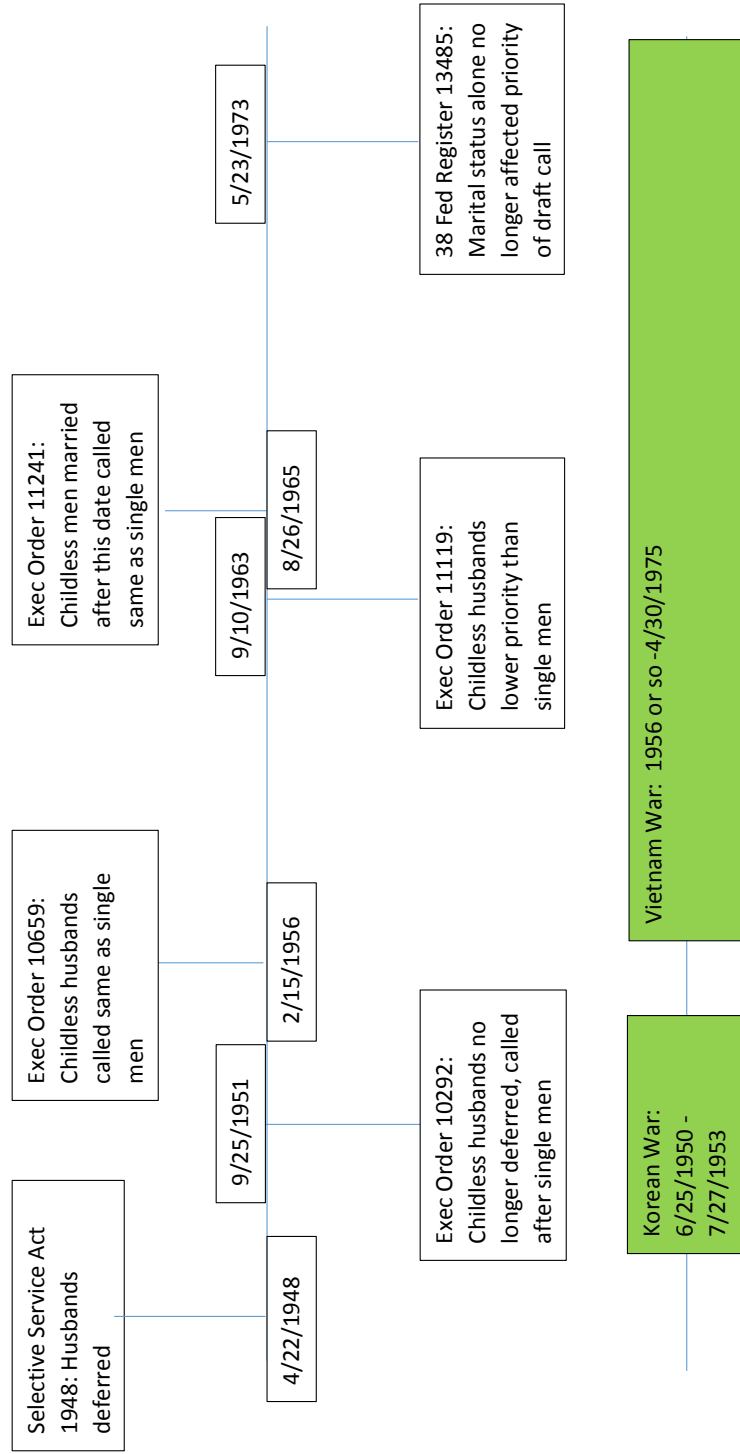 Selective Service Act
1948: Husbands
deferred
Exec Order 10659:
Childless husbands
called same as single
men
Exec Order 11241:
Childless men married
after this date called
same as single men
4/22/1948
9/25/1951
2/15/1956
9/10/1963
8/26/1965
5/23/1973
Exec Order 10292:
Childless husbands no
longer deferred, called
after single men
Exec Order 11119:
Childless husbands
lower priority than
single men
38 Fed Register 13485:
Marital status alone no
longer affected priority
of draft call
Korean War:
6/25/1950 -
7/27/1953
Vietnam War: 1956 or so -4/30/1975